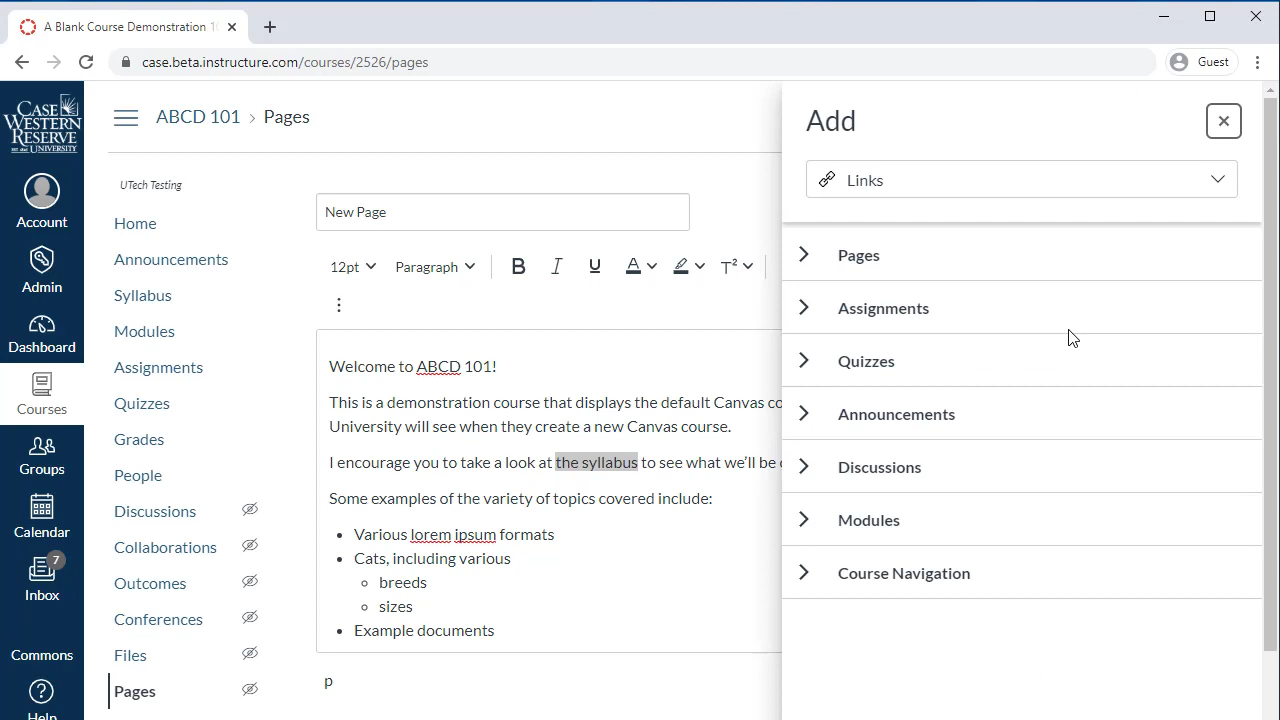 A Blank Course Demonstration 1
case.beta.instructure.com/courses/2526/pages
Guest
CASE
WESTERN
RESERVE
UNIVERSITY
Account
Admin
Dashboard
Courses
Groups
Calendar
7
Inbox
Commons
Help
ABCD 101 › Pages
UTech Testing
Home
Announcements
Syllabus
Modules
Assignments
Quizzes
Grades
People
Discussions
Collaborations
Outcomes
Conferences
Files
Pages
New Page
12pt Paragraph B I U A T²
Welcome to ABCD 101!
This is a demonstration course that displays the default Canvas co
University will see when they create a new Canvas course.
I encourage you to take a look at the syllabus to see what we'll be
Some examples of the variety of topics covered include:
• Various lorem ipsum formats
• Cats, including various
◦ breeds
◦ sizes
• Example documents
p
Add
Links
Pages
Assignments
Quizzes
Announcements
Discussions
Modules
Course Navigation